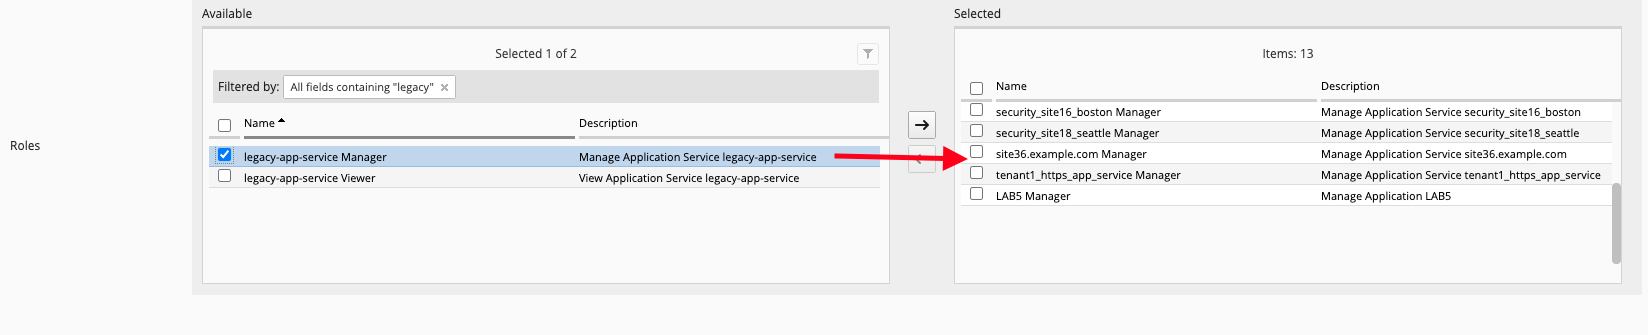 Available
Selected
Selected 1 of 2
Items: 13
Filtered by: All fields containing "legacy" ×
Name Description
Name Description
security_site16_boston Manager Manage Application Service security_site16_boston
security_site18_seattle Manager Manage Application Service security_site18_seattle
Roles
legacy-app-service Manager Manage Application Service legacy-app-service
site36.example.com Manager Manage Application Service site36.example.com
legacy-app-service Viewer View Application Service legacy-app-service
tenant1_https_app_service Manager Manage Application Service tenant1_https_app_service
LAB5 Manager Manage Application LAB5